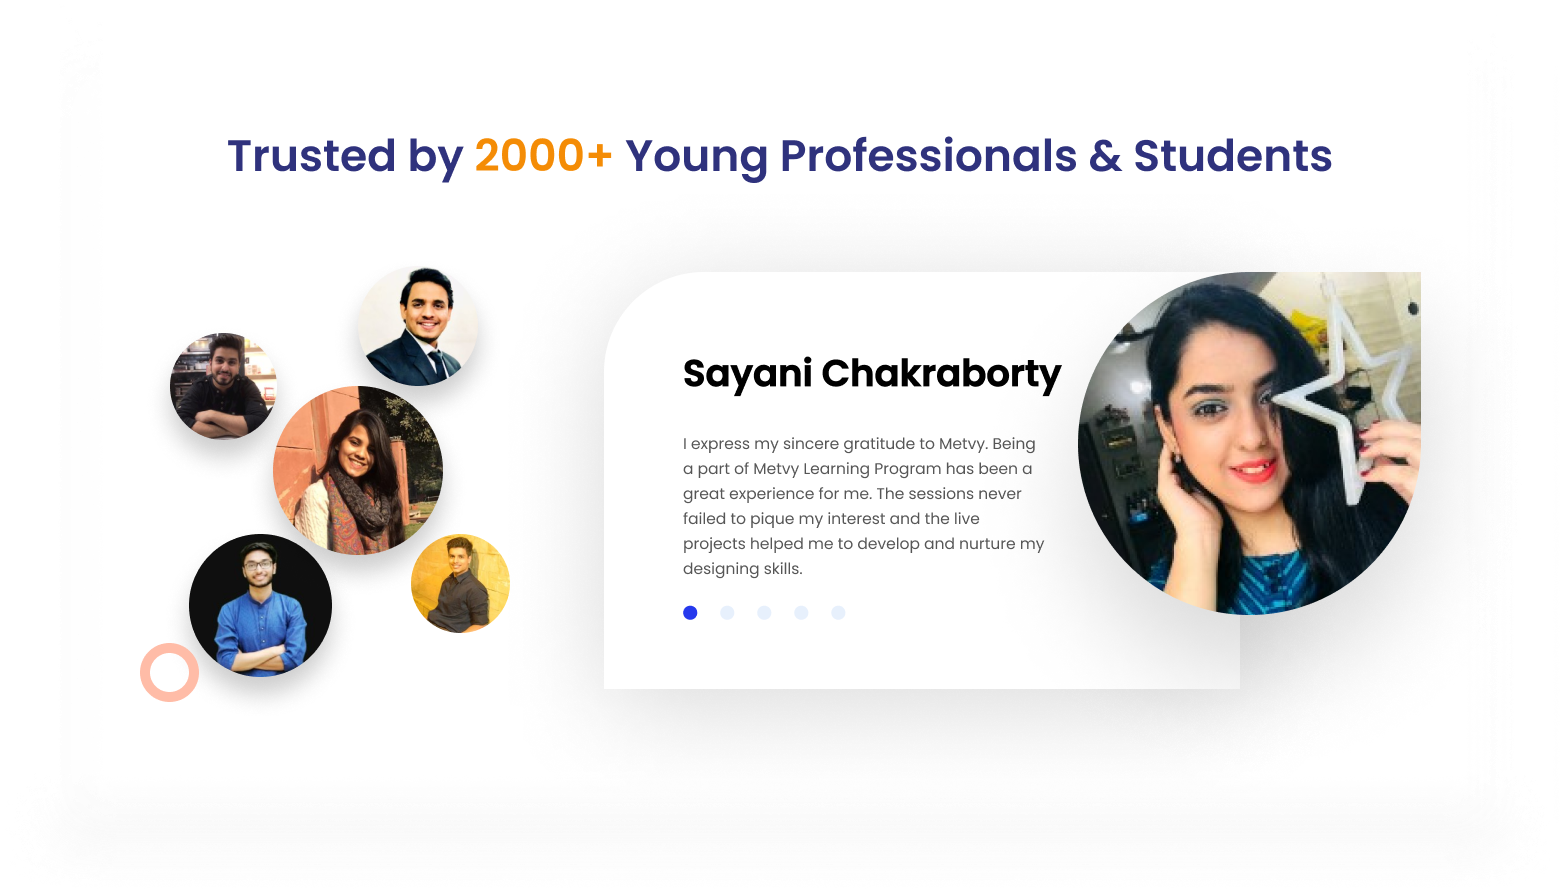 Trusted by 2000+ Young Professionals & Students
Sayani Chakraborty
I express my sincere gratitude to Metvy. Being
a part of Metvy Learning Program has been a
great experience for me. The sessions never
failed to pique my interest and the live
projects helped me to develop and nurture my
designing skills.